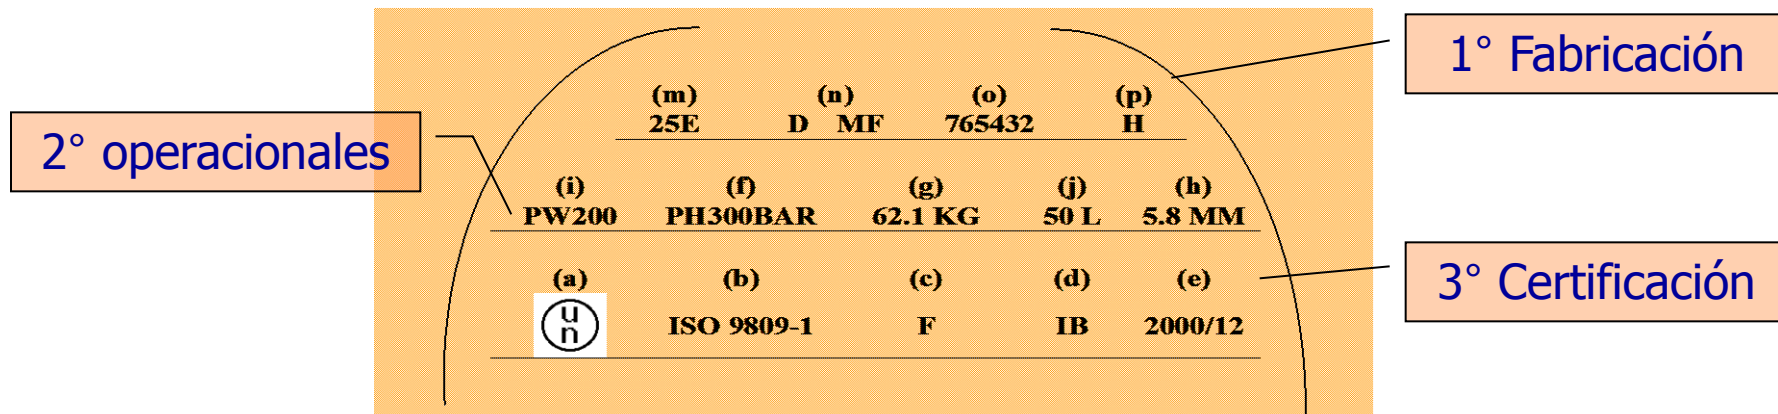 1° Fabricación
(m) (n) (o) (p)
25E D MF 765432 H
2° operacionales
(i) (f) (g) (j) (h)
PW200 PH300BAR 62.1 KG 50 L 5.8 MM
3° Certificación
(a) (b) (c) (d) (e)
u n ISO 9809-1 F IB 2000/12